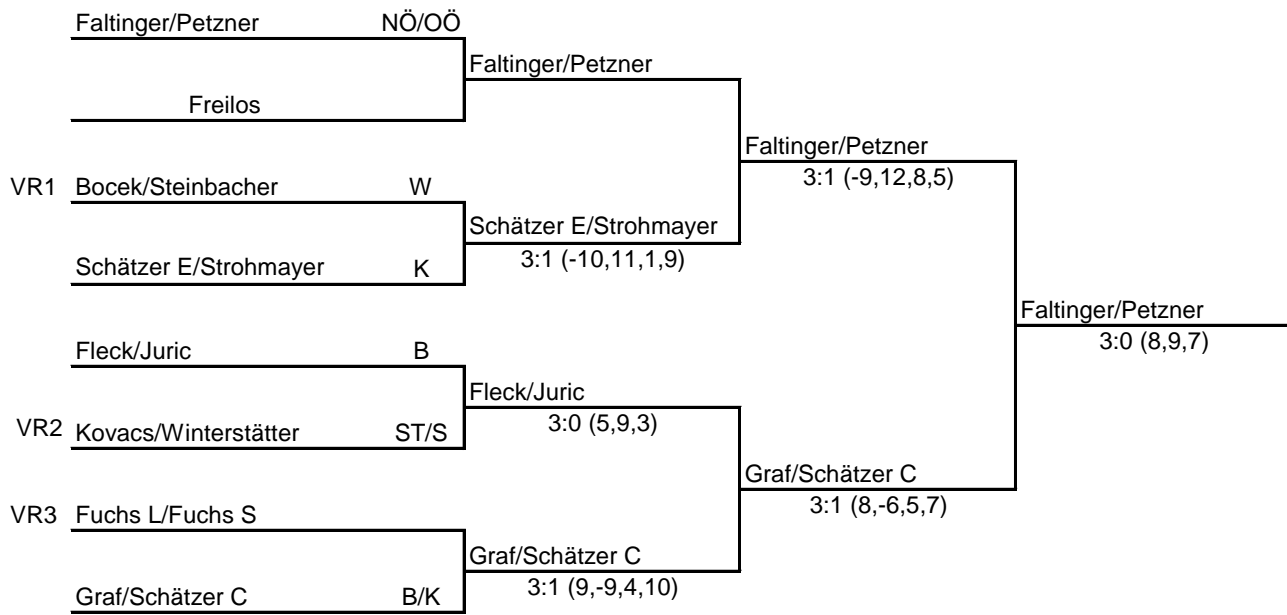 Faltinger/Petzner NÖ/OÖ
Faltinger/Petzner
Freilos
Faltinger/Petzner
3:1 (-9,12,8,5)
VR1 Bocek/Steinbacher W
Schätzer E/Strohmayer
3:1 (-10,11,1,9)
Schätzer E/Strohmayer K
Faltinger/Petzner
3:0 (8,9,7)
Fleck/Juric B
Fleck/Juric
3:0 (5,9,3)
VR2 Kovacs/Winterstätter ST/S
Graf/Schätzer C
3:1 (8,-6,5,7)
VR3 Fuchs L/Fuchs S
Graf/Schätzer C
3:1 (9,-9,4,10)
Graf/Schätzer C B/K